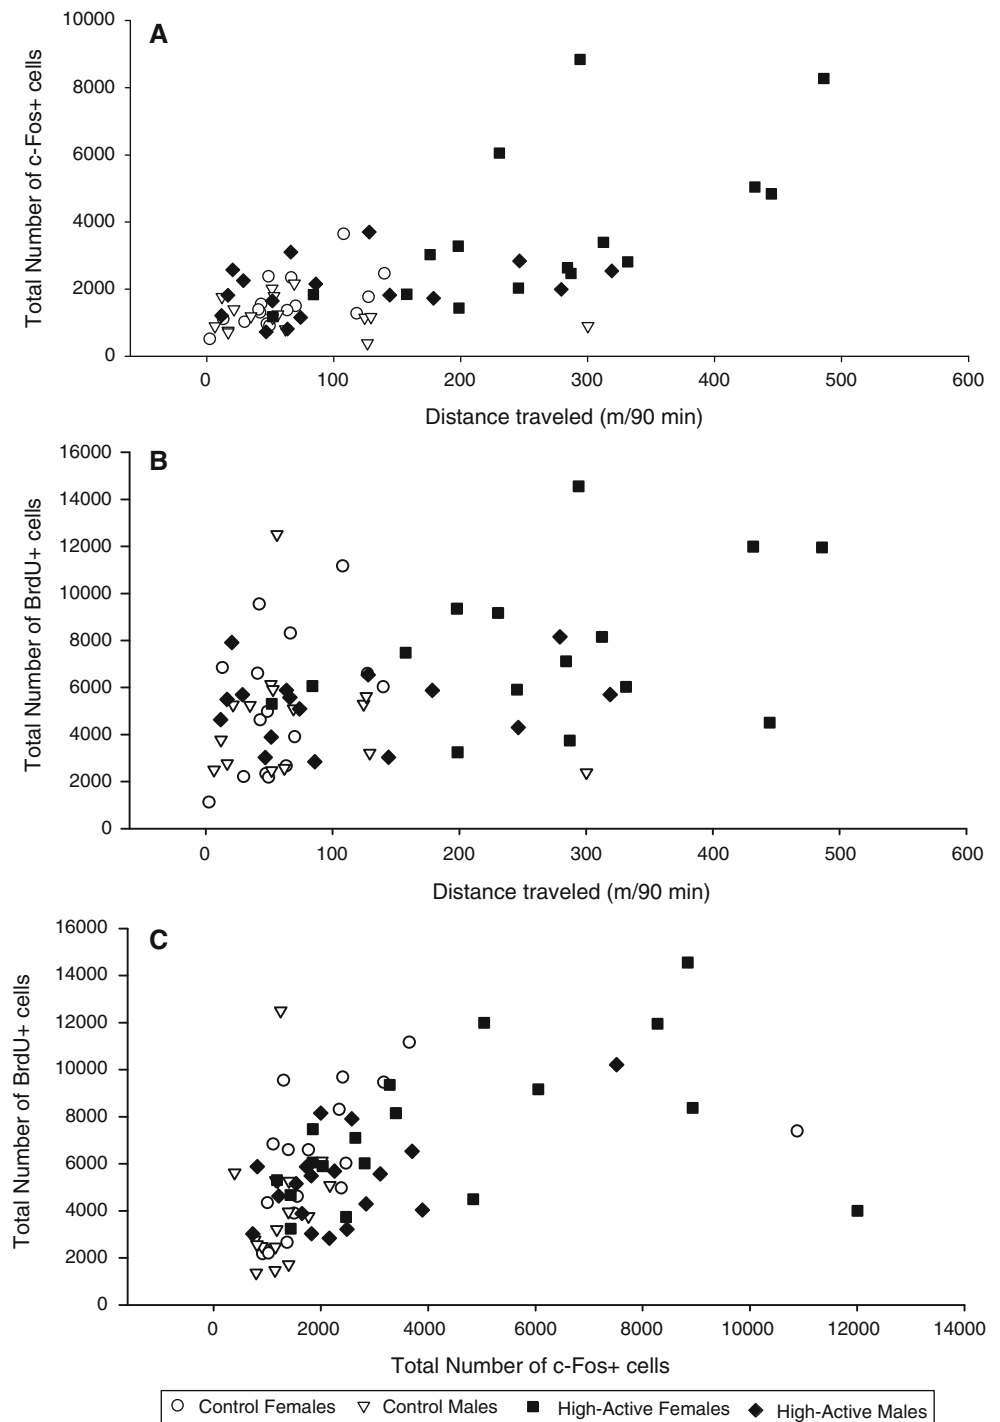 A
10000
8000
6000
4000
2000
0
Total Number of c-Fos+ cells
0 100 200 300 400 500 600
Distance traveled (m/90 min)
B
16000
14000
12000
10000
8000
6000
4000
2000
0
Total Number of BrdU+ cells
0 100 200 300 400 500 600
Distance traveled (m/90 min)
C
16000
14000
12000
10000
8000
6000
4000
2000
0
Total Number of BrdU+ cells
0 2000 4000 6000 8000 10000 12000 14000
Total Number of c-Fos+ cells
Control Females Control Males High-Active Females High-Active Males